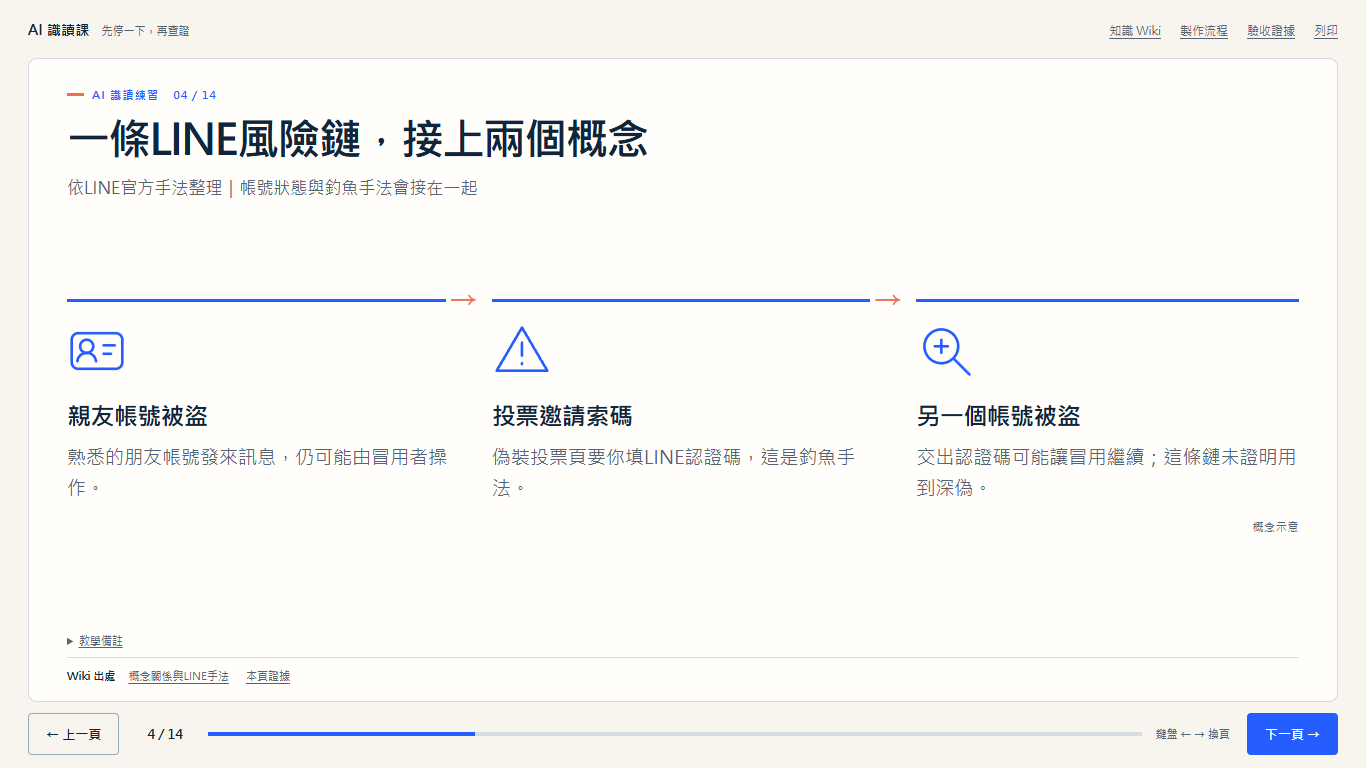 AI 識讀課 先停一下，再查證
知識 Wiki 製作流程 驗收證據 列印
AI 識讀練習 04 / 14
一條LINE風險鏈，接上兩個概念
依LINE官方手法整理｜帳號狀態與釣魚手法會接在一起
→ →
親友帳號被盜
熟悉的朋友帳號發來訊息，仍可能由冒用者操
作。
投票邀請索碼
偽裝投票頁要你填LINE認證碼，這是釣魚手
法。
另一個帳號被盜
交出認證碼可能讓冒用繼續；這條鏈未證明用
到深偽。
概念示意
▶ 教學備註
Wiki 出處 概念關係與LINE手法 本頁證據
← 上一頁 4 / 14 鍵盤 ← → 換頁 下一頁 →